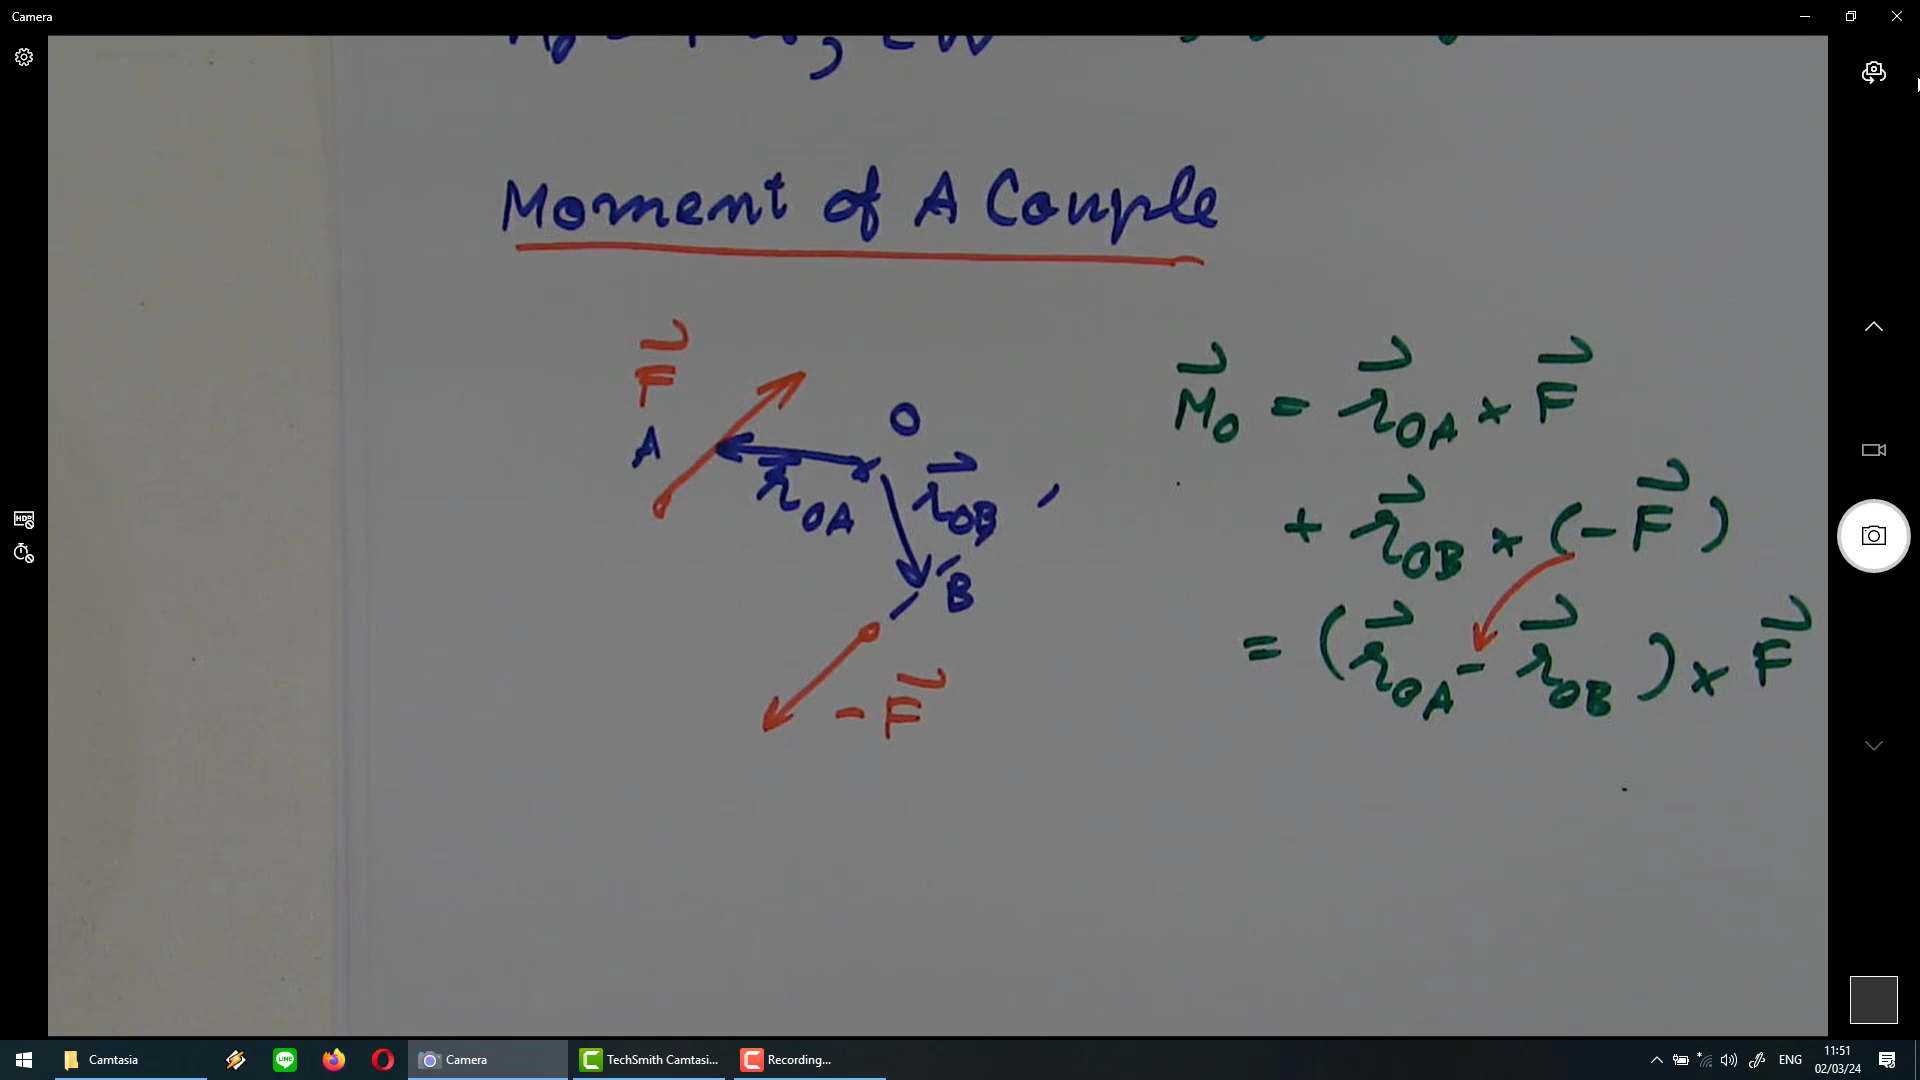 Camera
Moment of A Couple
F⃗
A
O
r⃗OA
r⃗OB
B
-F⃗
M⃗O = r⃗OA × F⃗
+ r⃗OB × (-F⃗)
= (r⃗OA - r⃗OB) × F⃗
Camtasia
LINE
Camera
TechSmith Camtasi...
Recording...
ENG
11:51
02/03/24